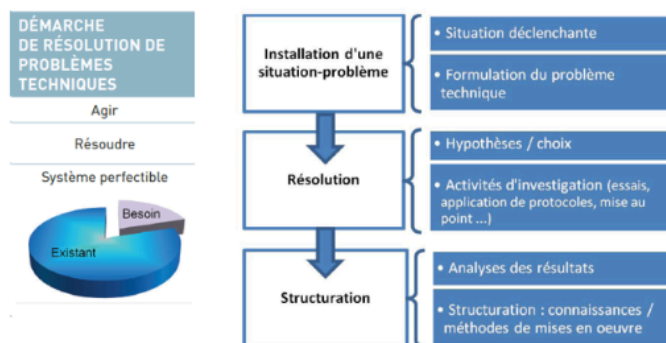 DÉMARCHE
DE RÉSOLUTION DE
PROBLÈMES
TECHNIQUES
Agir
Résoudre
Système perfectible
Besoin
Existant
Installation d'une
situation-problème
• Situation déclenchante
• Formulation du problème
technique
Résolution
• Hypothèses / choix
• Activités d'investigation (essais,
application de protocoles, mise au
point ...)
Structuration
• Analyses des résultats
• Structuration : connaissances /
méthodes de mises en oeuvre